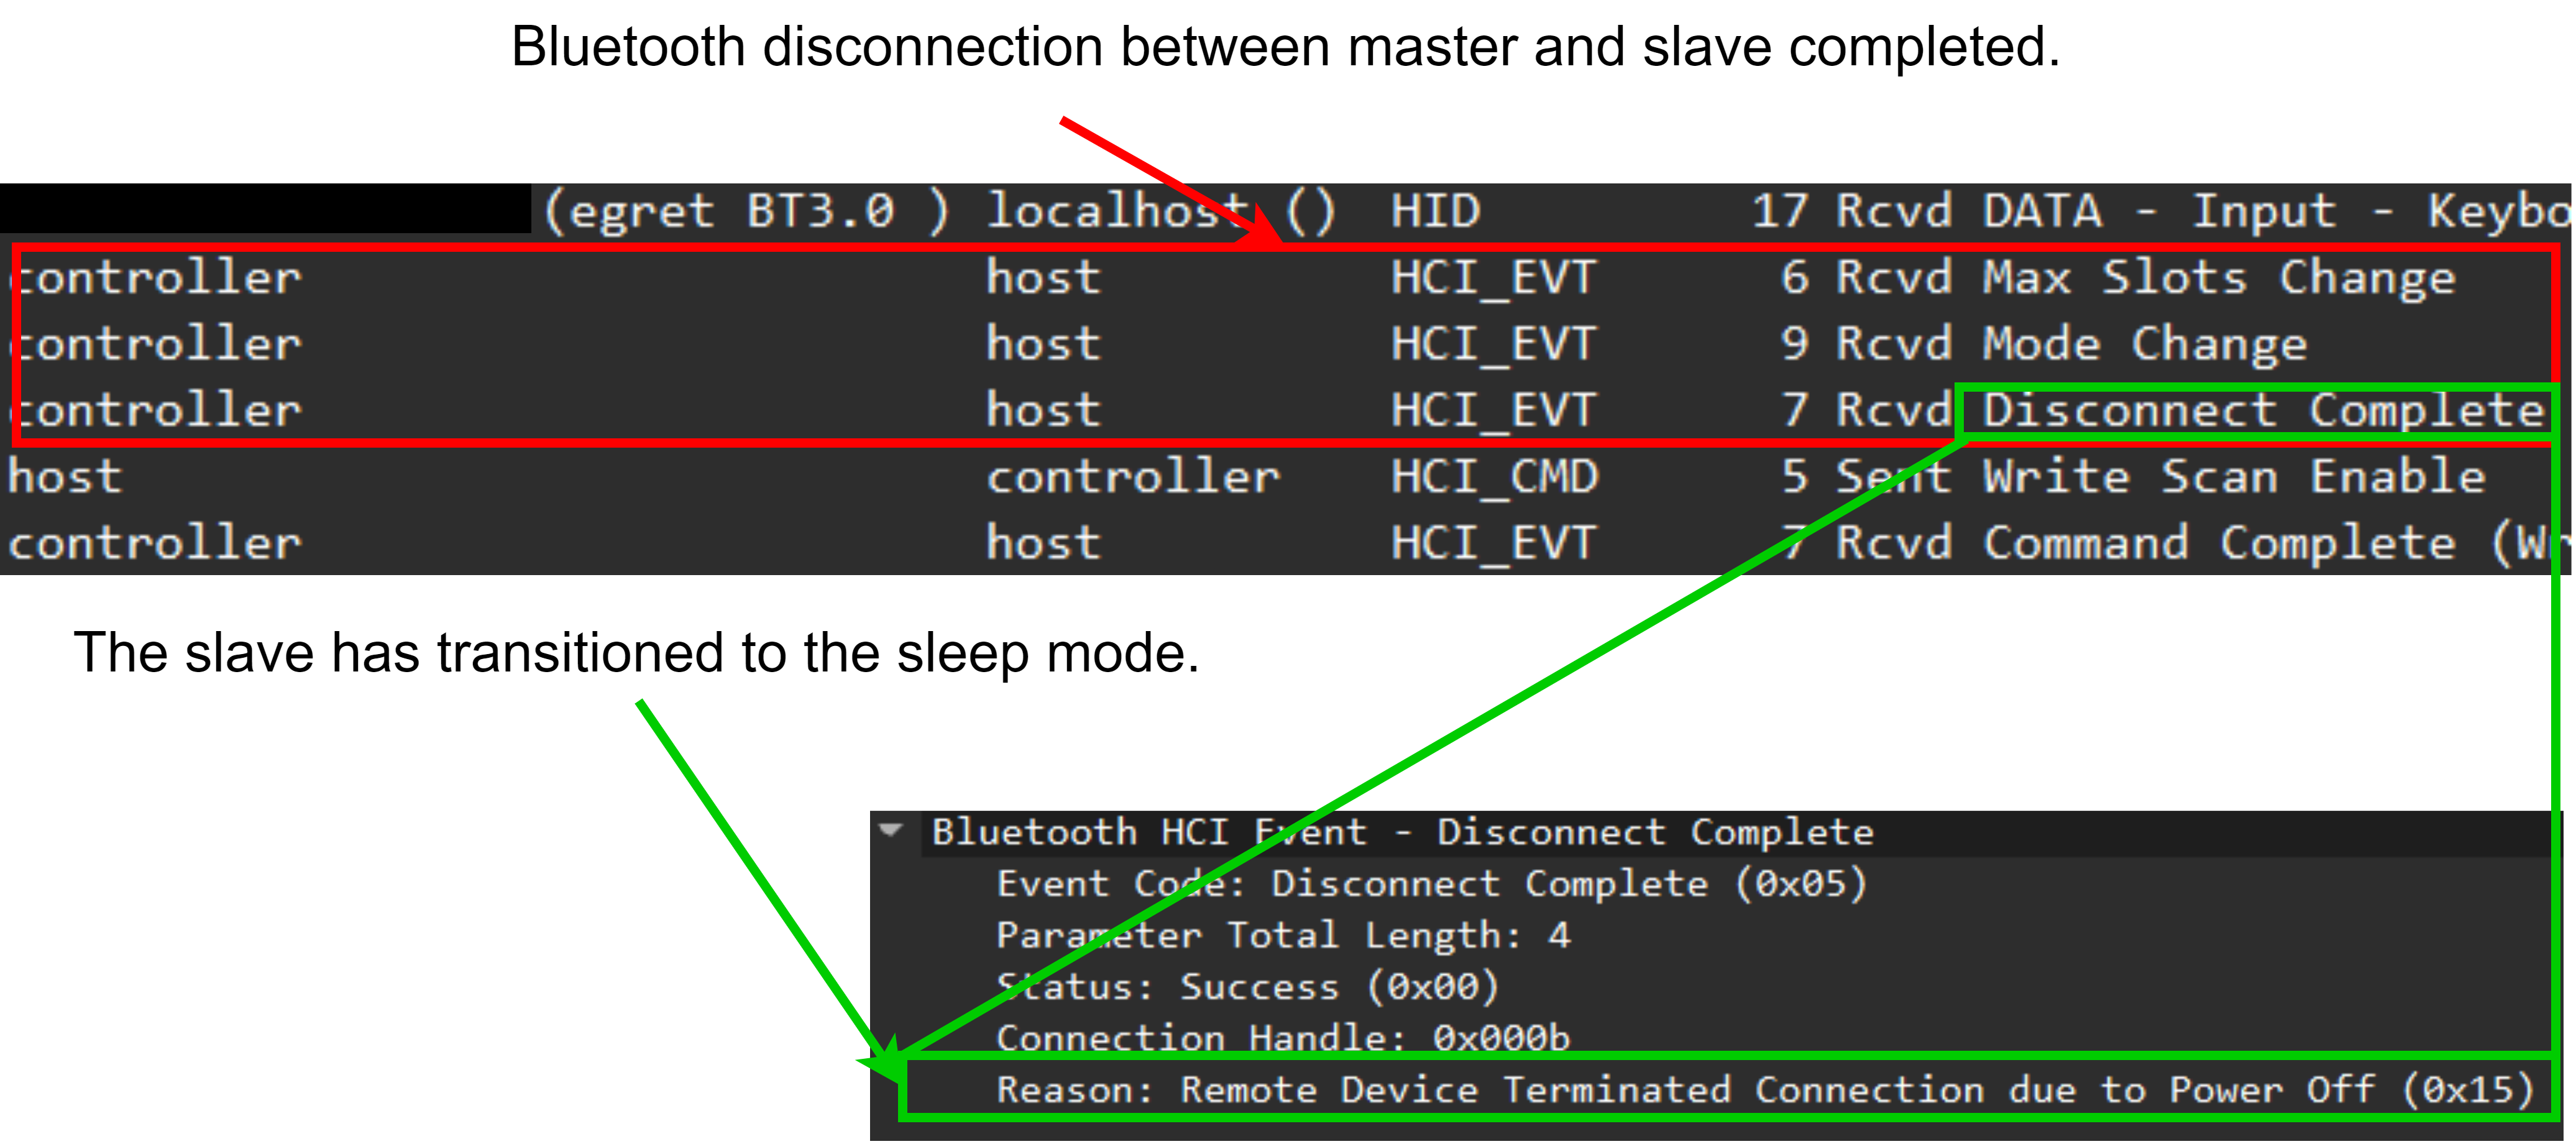 Bluetooth disconnection between master and slave completed.
(egret BT3.0 ) localhost () HID 17 Rcvd DATA - Input - Keybo
controller host HCI_EVT 6 Rcvd Max Slots Change
controller host HCI_EVT 9 Rcvd Mode Change
controller host HCI_EVT 7 Rcvd Disconnect Complete
host controller HCI_CMD 5 Sent Write Scan Enable
controller host HCI_EVT 7 Rcvd Command Complete (Wr
The slave has transitioned to the sleep mode.
Bluetooth HCI Event - Disconnect Complete
Event Code: Disconnect Complete (0x05)
Parameter Total Length: 4
Status: Success (0x00)
Connection Handle: 0x000b
Reason: Remote Device Terminated Connection due to Power Off (0x15)